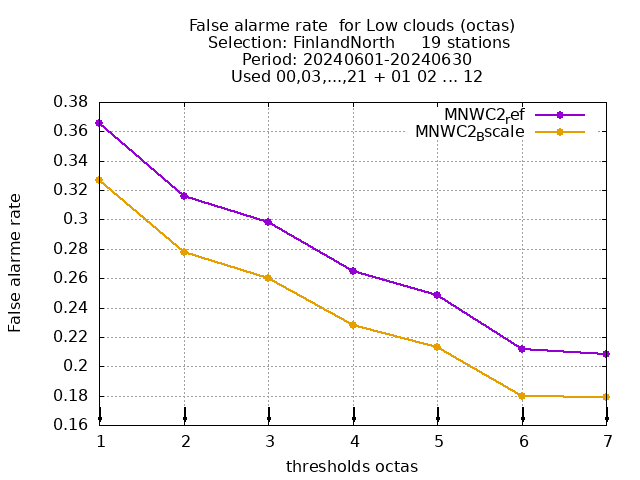 False alarme rate  for Low clouds (octas)
Selection: FinlandNorth     19 stations
Period: 20240601-20240630
Used 00,03,...,21 + 01 02 ... 12
MNWC2ref
MNWC2Bscale
0.38
0.36
0.34
0.32
0.3
0.28
0.26
0.24
0.22
0.2
0.18
0.16
False alarme rate
1 2 3 4 5 6 7
thresholds octas